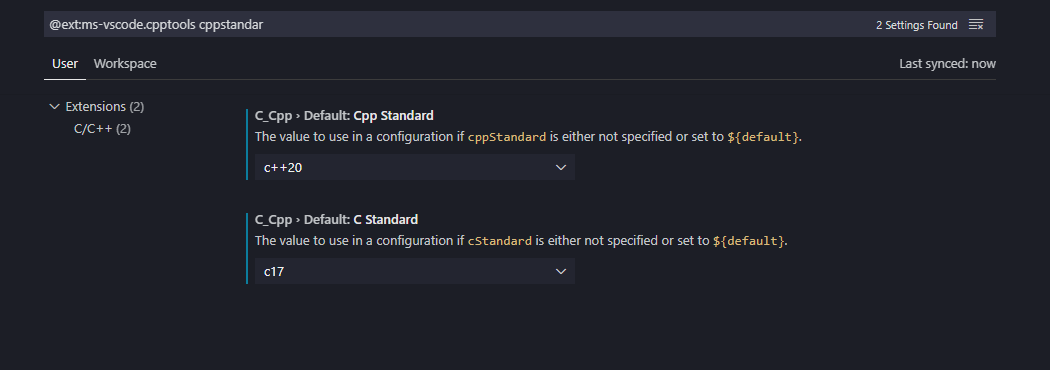 @ext:ms-vscode.cpptools cppstandar
2 Settings Found
User Workspace
Last synced: now
Extensions (2)
C/C++ (2)
C_Cpp › Default: Cpp Standard
The value to use in a configuration if cppStandard is either not specified or set to ${default}.
c++20
C_Cpp › Default: C Standard
The value to use in a configuration if cStandard is either not specified or set to ${default}.
c17